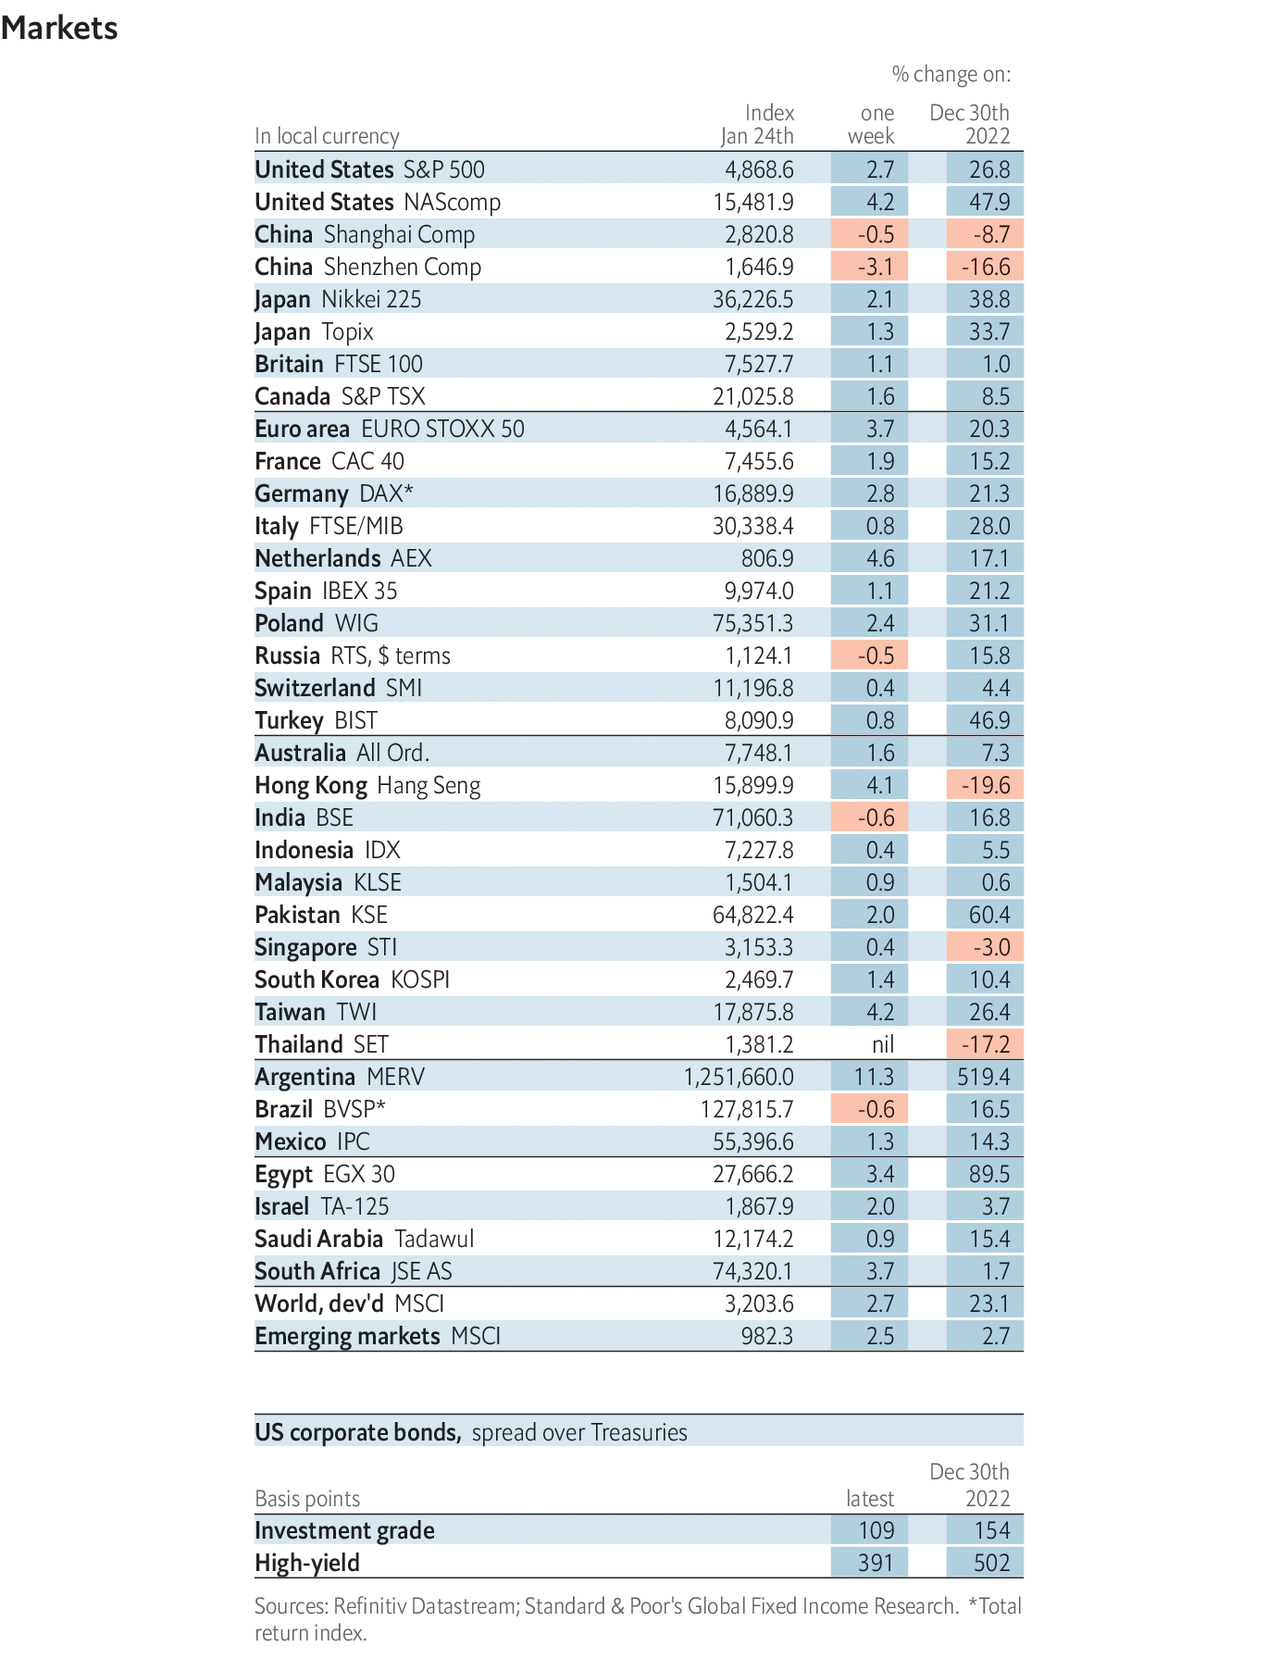 Markets
% change on:
Index one Dec 30th
In local currency Jan 24th week 2022
United States S&P 500 4,868.6 2.7 26.8
United States NAScomp 15,481.9 4.2 47.9
China Shanghai Comp 2,820.8 -0.5 -8.7
China Shenzhen Comp 1,646.9 -3.1 -16.6
Japan Nikkei 225 36,226.5 2.1 38.8
Japan Topix 2,529.2 1.3 33.7
Britain FTSE 100 7,527.7 1.1 1.0
Canada S&P TSX 21,025.8 1.6 8.5
Euro area EURO STOXX 50 4,564.1 3.7 20.3
France CAC 40 7,455.6 1.9 15.2
Germany DAX* 16,889.9 2.8 21.3
Italy FTSE/MIB 30,338.4 0.8 28.0
Netherlands AEX 806.9 4.6 17.1
Spain IBEX 35 9,974.0 1.1 21.2
Poland WIG 75,351.3 2.4 31.1
Russia RTS, $ terms 1,124.1 -0.5 15.8
Switzerland SMI 11,196.8 0.4 4.4
Turkey BIST 8,090.9 0.8 46.9
Australia All Ord. 7,748.1 1.6 7.3
Hong Kong Hang Seng 15,899.9 4.1 -19.6
India BSE 71,060.3 -0.6 16.8
Indonesia IDX 7,227.8 0.4 5.5
Malaysia KLSE 1,504.1 0.9 0.6
Pakistan KSE 64,822.4 2.0 60.4
Singapore STI 3,153.3 0.4 -3.0
South Korea KOSPI 2,469.7 1.4 10.4
Taiwan TWI 17,875.8 4.2 26.4
Thailand SET 1,381.2 nil -17.2
Argentina MERV 1,251,660.0 11.3 519.4
Brazil BVSP* 127,815.7 -0.6 16.5
Mexico IPC 55,396.6 1.3 14.3
Egypt EGX 30 27,666.2 3.4 89.5
Israel TA-125 1,867.9 2.0 3.7
Saudi Arabia Tadawul 12,174.2 0.9 15.4
South Africa JSE AS 74,320.1 3.7 1.7
World, dev'd MSCI 3,203.6 2.7 23.1
Emerging markets MSCI 982.3 2.5 2.7
US corporate bonds, spread over Treasuries
Dec 30th
Basis points latest 2022
Investment grade 109 154
High-yield 391 502
Sources: Refinitiv Datastream; Standard & Poor's Global Fixed Income Research. *Total
return index.